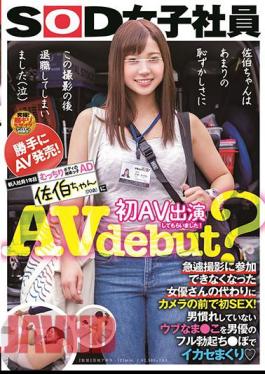 SOD女子社員
佐伯ちゃんは
あまりの
恥ずかしさに
この撮影の後
退職してしまい
ました(泣)
勝手に
AV発売!
新入社員1年目
むっちり
AD
佐伯ちゃん
初AV出演
してもらいました!
AVdebut?
急遽撮影に参加
できなくなった
女優さんの代わりに
カメラの前で初SEX!
男慣れしていない
ウブなま●こを男優の
フル勃起ち●ぽで
イカせまくり♡